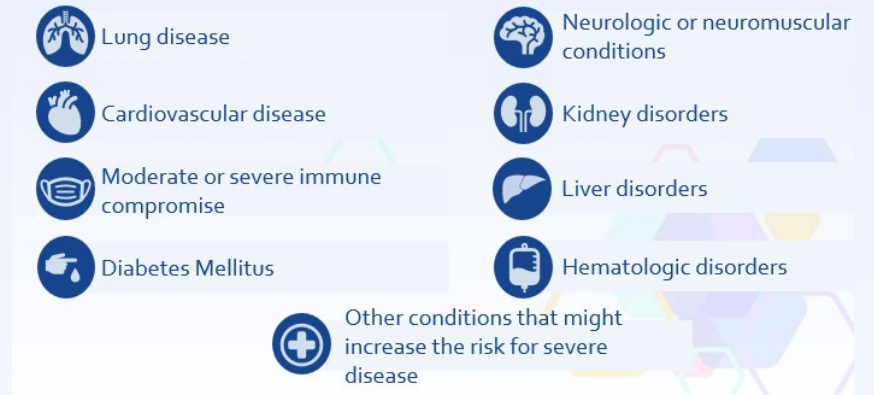 Lung disease
Cardiovascular disease
Moderate or severe immune
compromise
Diabetes Mellitus
Neurologic or neuromuscular
conditions
Kidney disorders
Liver disorders
Hematologic disorders
Other conditions that might
increase the risk for severe
disease